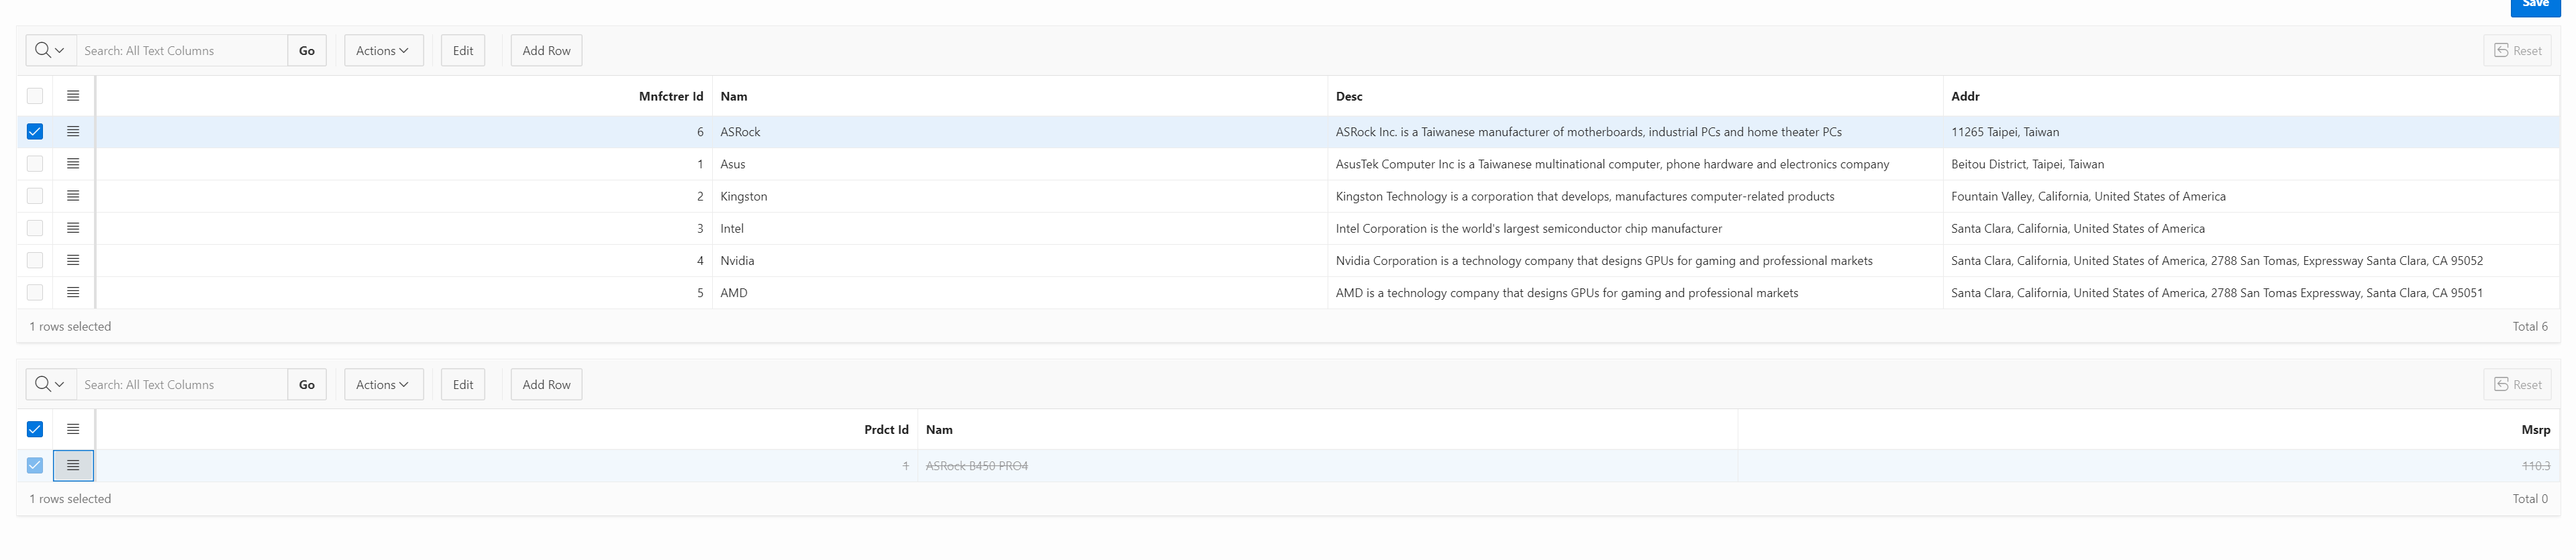 Save
Search: All Text Columns Go Actions Edit Add Row Reset
Mnfctrer Id Nam Desc Addr
6 ASRock ASRock Inc. is a Taiwanese manufacturer of motherboards, industrial PCs and home theater PCs 11265 Taipei, Taiwan
1 Asus AsusTek Computer Inc is a Taiwanese multinational computer, phone hardware and electronics company Beitou District, Taipei, Taiwan
2 Kingston Kingston Technology is a corporation that develops, manufactures computer-related products Fountain Valley, California, United States of America
3 Intel Intel Corporation is the world's largest semiconductor chip manufacturer Santa Clara, California, United States of America
4 Nvidia Nvidia Corporation is a technology company that designs GPUs for gaming and professional markets Santa Clara, California, United States of America, 2788 San Tomas, Expressway Santa Clara, CA 95052
5 AMD AMD is a technology company that designs GPUs for gaming and professional markets Santa Clara, California, United States of America, 2788 San Tomas Expressway, Santa Clara, CA 95051
1 rows selected Total 6
Search: All Text Columns Go Actions Edit Add Row Reset
Prdct Id Nam Msrp
1 ASRock B450 PRO4 110.3
1 rows selected Total 0